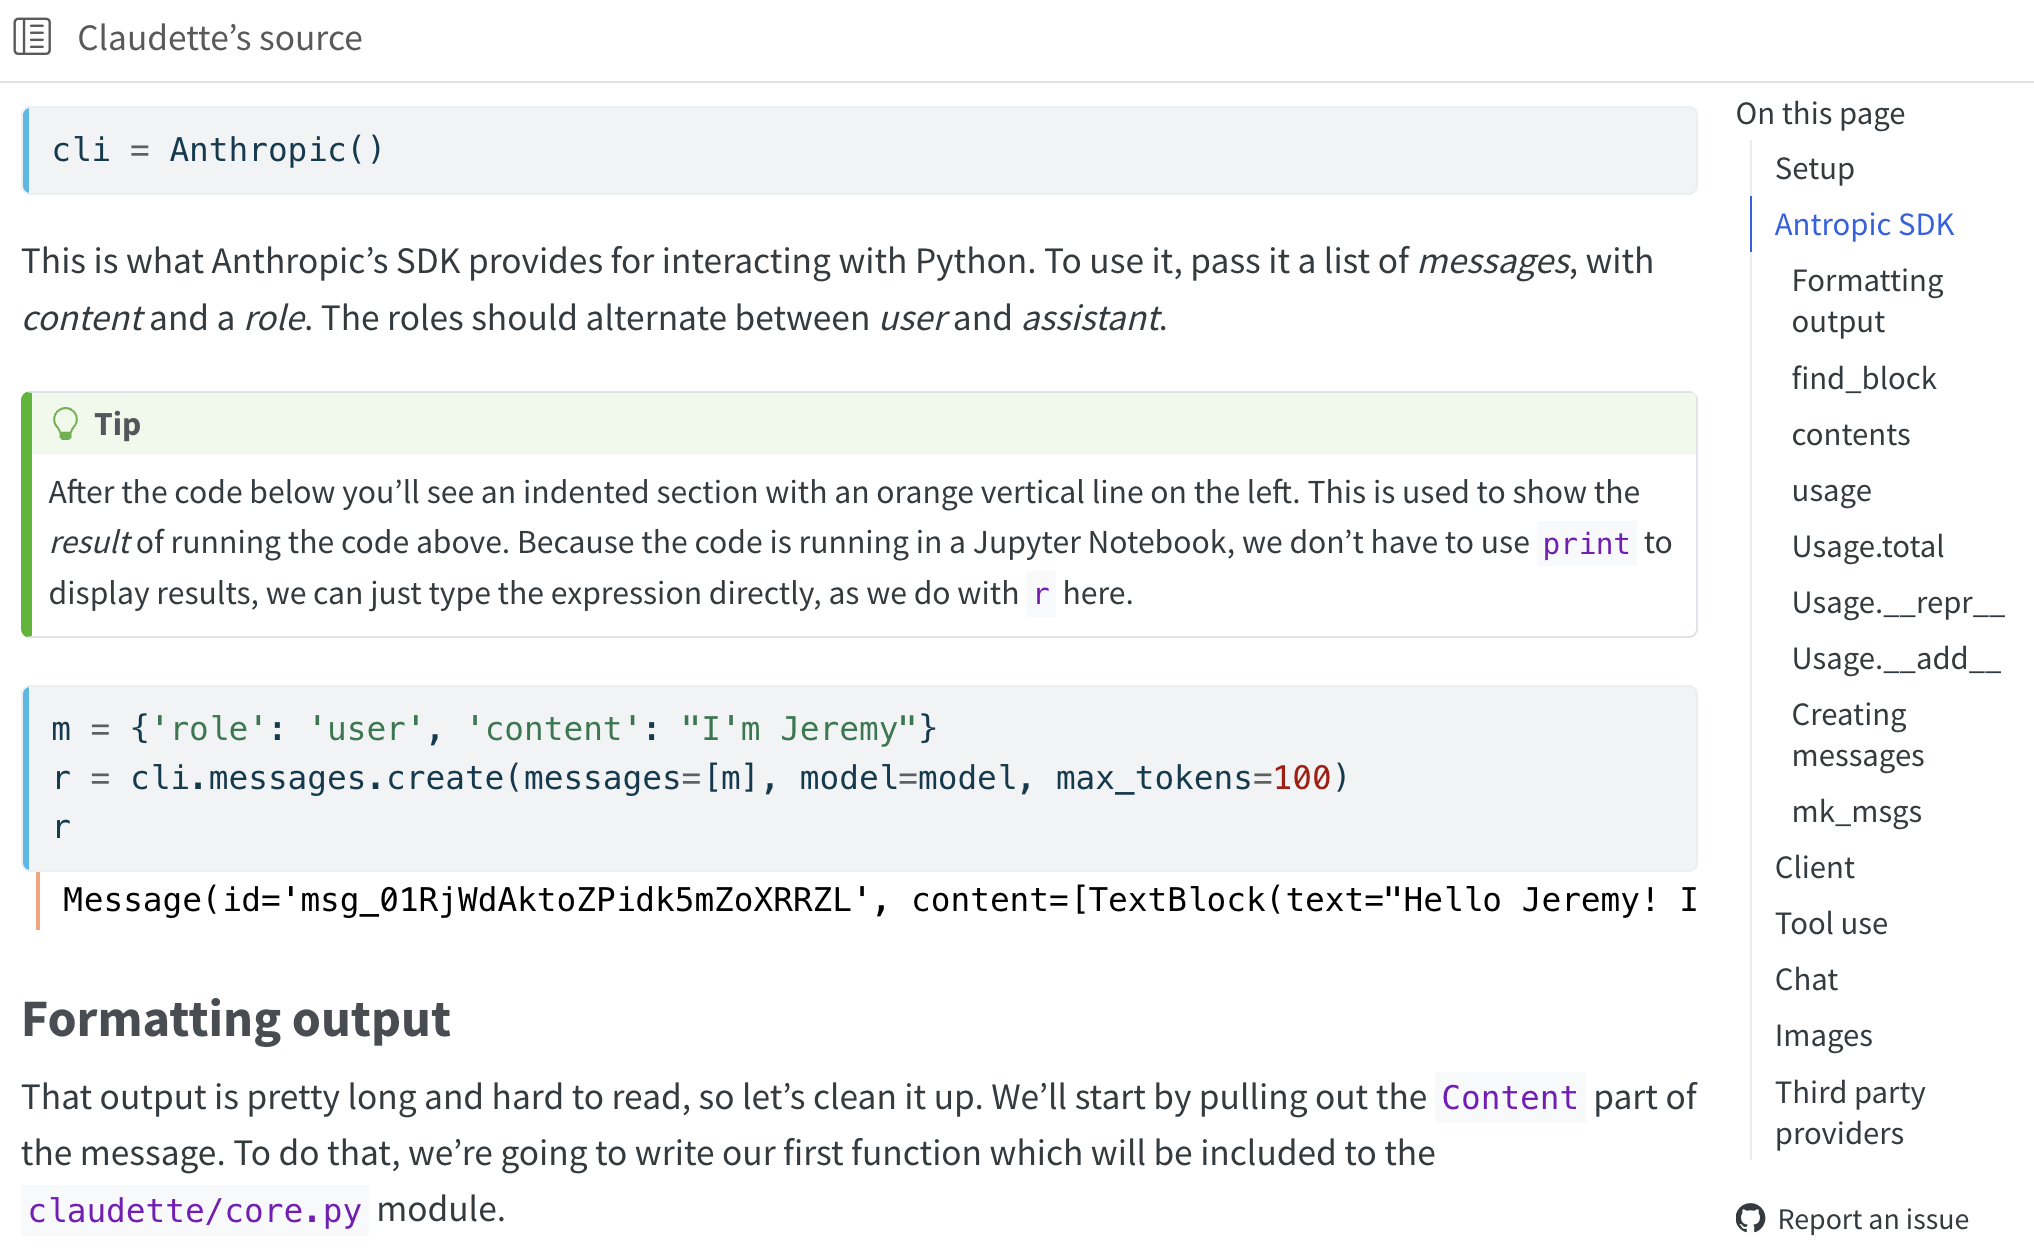 Claudette’s source
cli = Anthropic()
This is what Anthropic’s SDK provides for interacting with Python. To use it, pass it a list of messages, with
content and a role. The roles should alternate between user and assistant.
Tip
After the code below you’ll see an indented section with an orange vertical line on the left. This is used to show the
result of running the code above. Because the code is running in a Jupyter Notebook, we don’t have to use print to
display results, we can just type the expression directly, as we do with r here.
m = {'role': 'user', 'content': "I'm Jeremy"}
r = cli.messages.create(messages=[m], model=model, max_tokens=100)
r
Message(id='msg_01RjWdAktoZPidk5mZoXRRZL', content=[TextBlock(text="Hello Jeremy! I
Formatting output
That output is pretty long and hard to read, so let’s clean it up. We’ll start by pulling out the Content part of
the message. To do that, we’re going to write our first function which will be included to the
claudette/core.py module.
On this page
Setup
Antropic SDK
Formatting
output
find_block
contents
usage
Usage.total
Usage.__repr__
Usage.__add__
Creating
messages
mk_msgs
Client
Tool use
Chat
Images
Third party
providers
Report an issue